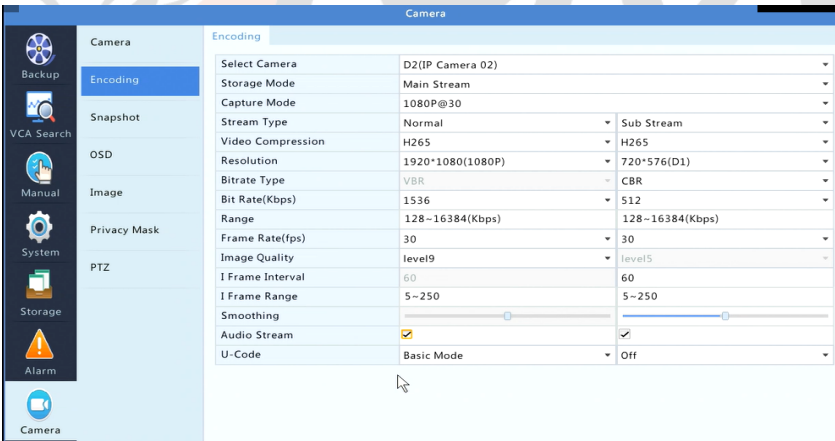 Camera
Backup
VCA Search
Manual
System
Storage
Alarm
Camera
Camera
Encoding
Snapshot
OSD
Image
Privacy Mask
PTZ
Encoding
Select Camera D2(IP Camera 02)
Storage Mode Main Stream
Capture Mode 1080P@30
Stream Type Normal Sub Stream
Video Compression H265 H265
Resolution 1920*1080(1080P) 720*576(D1)
Bitrate Type VBR CBR
Bit Rate(Kbps) 1536 512
Range 128~16384(Kbps) 128~16384(Kbps)
Frame Rate(fps) 30 30
Image Quality level9 level5
I Frame Interval 60 60
I Frame Range 5~250 5~250
Smoothing
Audio Stream
U-Code Basic Mode Off